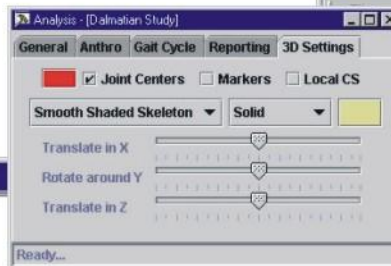 Analysis - [Dalmatian Study]
General Anthro Gait Cycle Reporting 3D Settings
Joint Centers Markers Local CS
Smooth Shaded Skeleton Solid
Translate in X
Rotate around Y
Translate in Z
Ready...